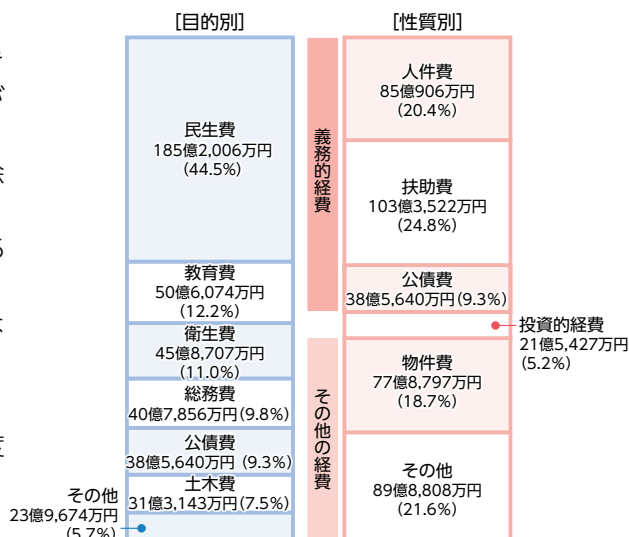 [目的別]
民生費
185億2,006万円
(44.5%)
教育費
50億6,074万円
(12.2%)
衛生費
45億8,707万円
(11.0%)
総務費
40億7,856万円(9.8%)
公債費
38億5,640万円 (9.3%)
土木費
31億3,143万円(7.5%)
その他
23億9,674万円
(5.7%)
[性質別]
義務的経費
人件費
85億906万円
(20.4%)
扶助費
103億3,522万円
(24.8%)
公債費
38億5,640万円(9.3%)
投資的経費
21億5,427万円
(5.2%)
その他の経費
物件費
77億8,797万円
(18.7%)
その他
89億8,808万円
(21.6%)